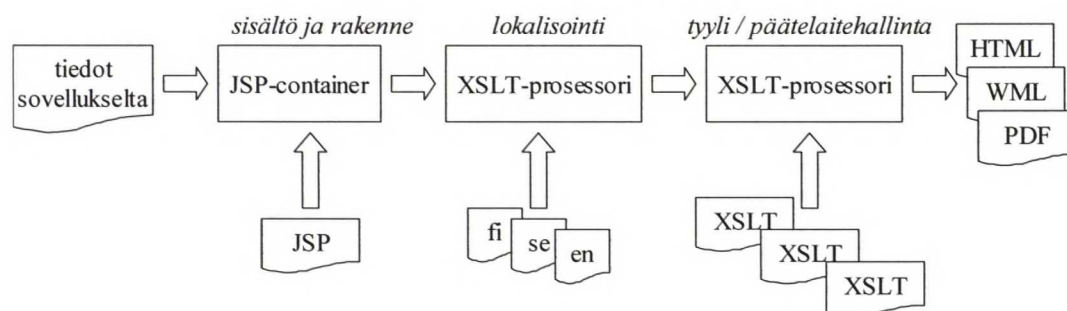 sisältö ja rakenne
lokalisointi
tyyli / päätelaitehallinta
tiedot
sovellukselta
JSP-container
XSLT-prosessori
XSLT-prosessori
HTML
WML
PDF
JSP
fi
se
en
XSLT
XSLT
XSLT